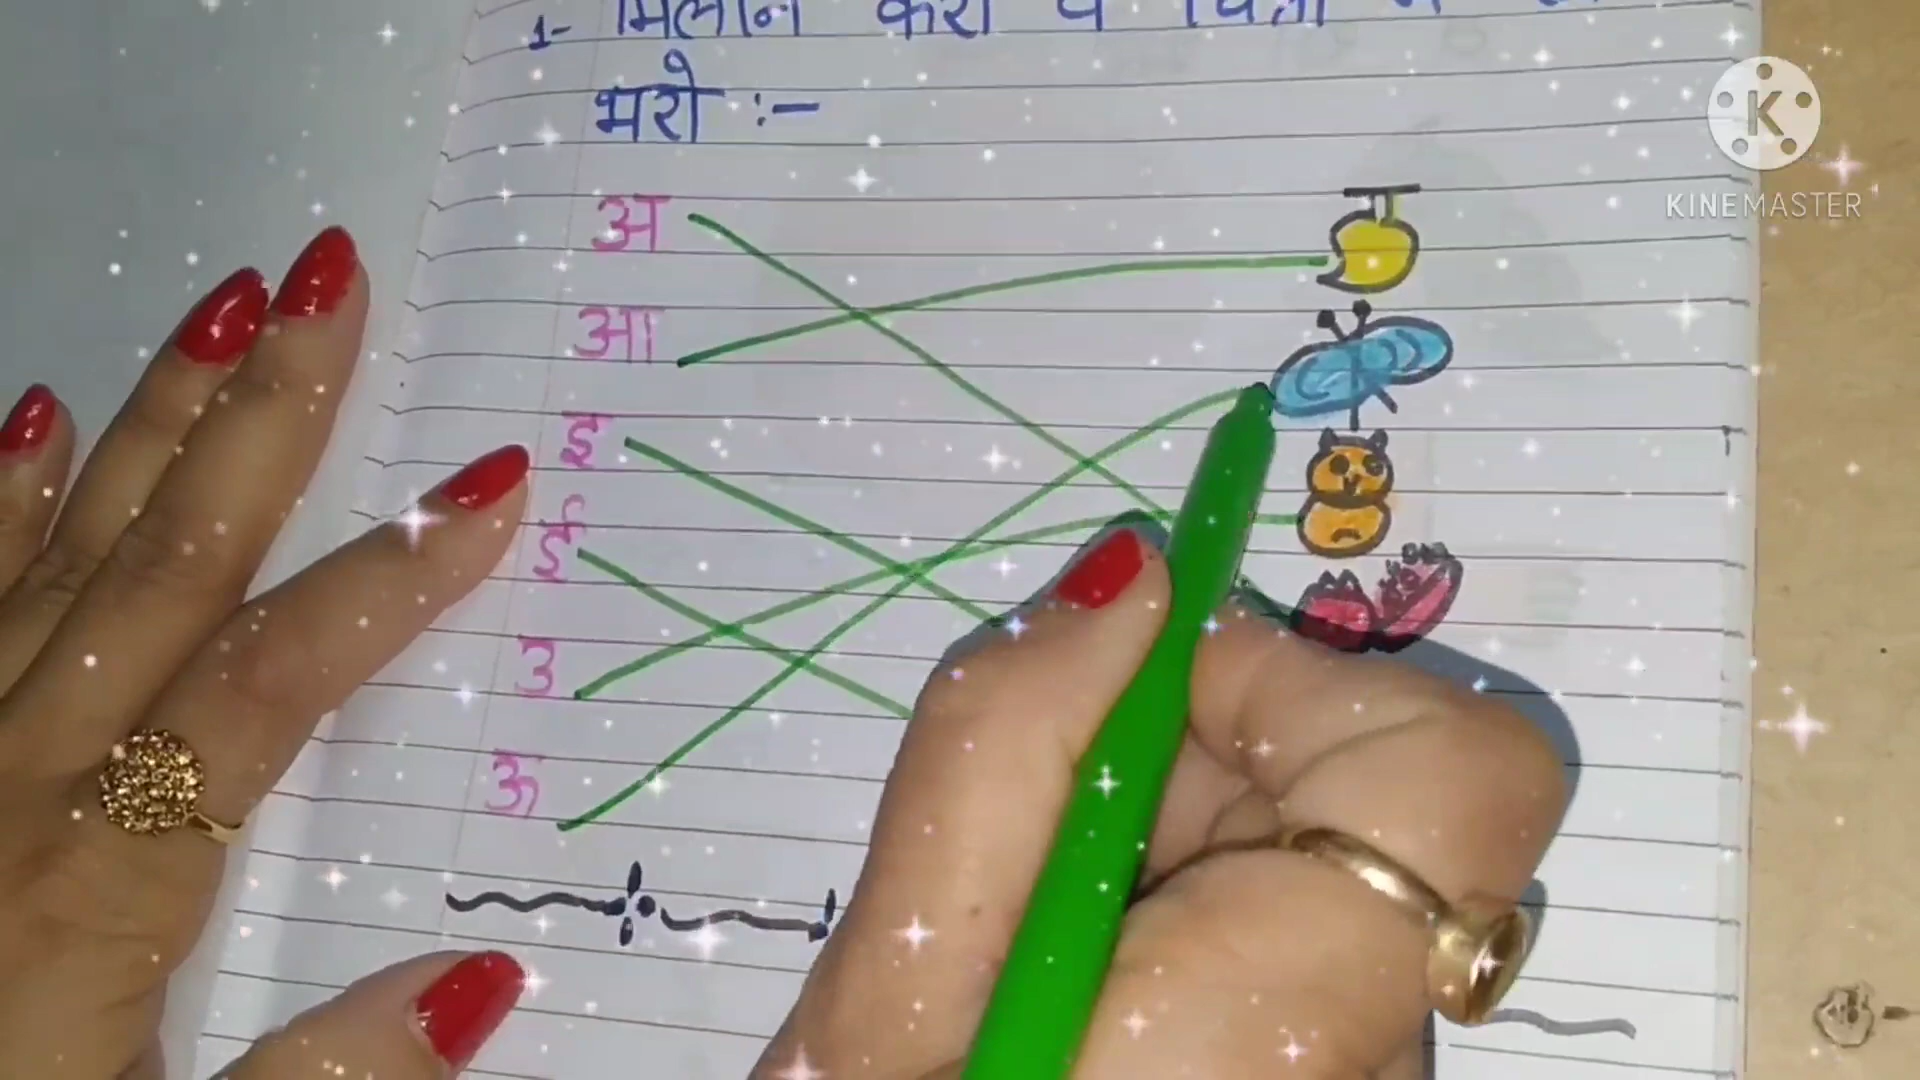 1- मिलान करो व चित्रों में
भरो :-
अ
आ
इ
ई
उ
ऊ
K
KINEMASTER